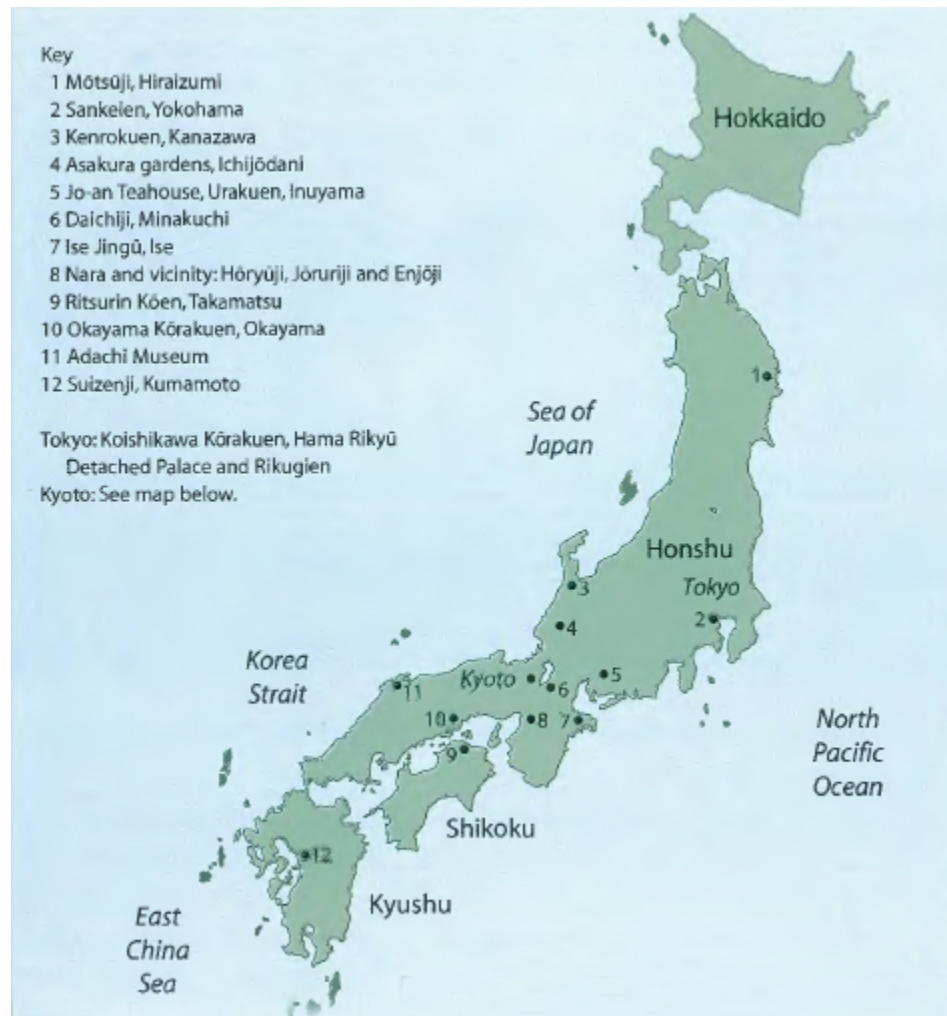 Key
1 Mōtsūji, Hiraizumi
2 Sankeien, Yokohama
3 Kenrokuen, Kanazawa
4 Asakura gardens, Ichijōdani
5 Jo-an Teahouse, Urakuen, Inuyama
6 Daichiji, Minakuchi
7 Ise Jingū, Ise
8 Nara and vicinity: Hōryūji, Jōruriji and Enjōji
9 Ritsurin Kōen, Takamatsu
10 Okayama Kōrakuen, Okayama
11 Adachi Museum
12 Suizenji, Kumamoto
Tokyo: Koishikawa Kōrakuen, Hama Rikyū
Detached Palace and Rikugien
Kyoto: See map below.
Hokkaido
1
Sea of
Japan
Honshu
Tokyo
3
2
4
Korea
Strait
Kyoto
5
6
11
10
8
7
North
Pacific
Ocean
9
Shikoku
12
Kyushu
East
China
Sea